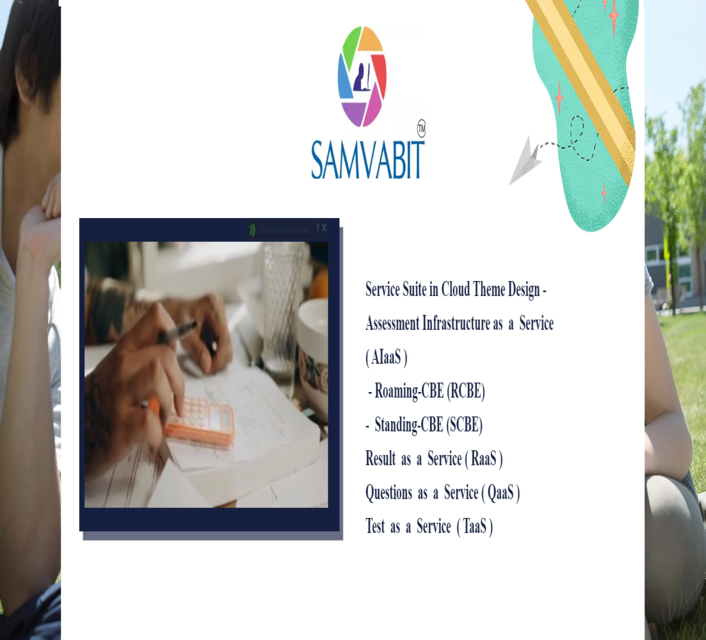 TM
SAMVABIT
? X
Service Suite in Cloud Theme Design -
Assessment Infrastructure as a Service
( AIaaS )
- Roaming-CBE (RCBE)
- Standing-CBE (SCBE)
Result as a Service ( RaaS )
Questions as a Service ( QaaS )
Test as a Service ( TaaS )